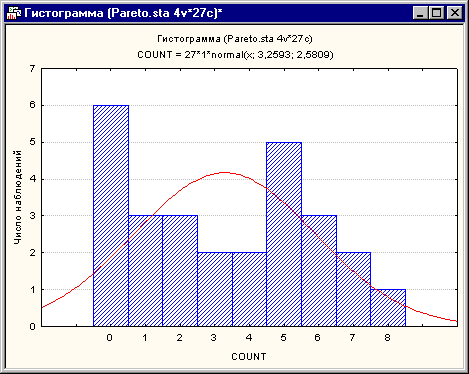 Гистограмма (Pareto.sta 4v*27c)*
Гистограмма (Pareto.sta 4v*27c)
COUNT = 27*1*normal(x; 3,2593; 2,5809)
Число наблюдений
7
6
5
4
3
2
1
0
0 1 2 3 4 5 6 7 8
COUNT